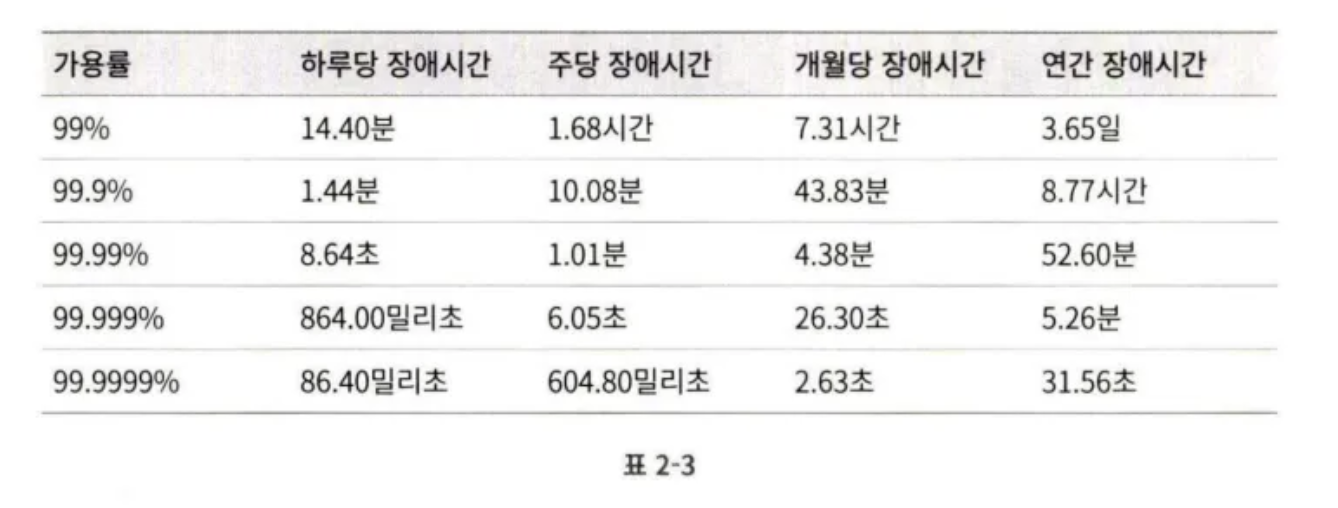 가용률 하루당 장애시간 주당 장애시간 개월당 장애시간 연간 장애시간
99% 14.40분 1.68시간 7.31시간 3.65일
99.9% 1.44분 10.08분 43.83분 8.77시간
99.99% 8.64초 1.01분 4.38분 52.60분
99.999% 864.00밀리초 6.05초 26.30초 5.26분
99.9999% 86.40밀리초 604.80밀리초 2.63초 31.56초
표 2-3